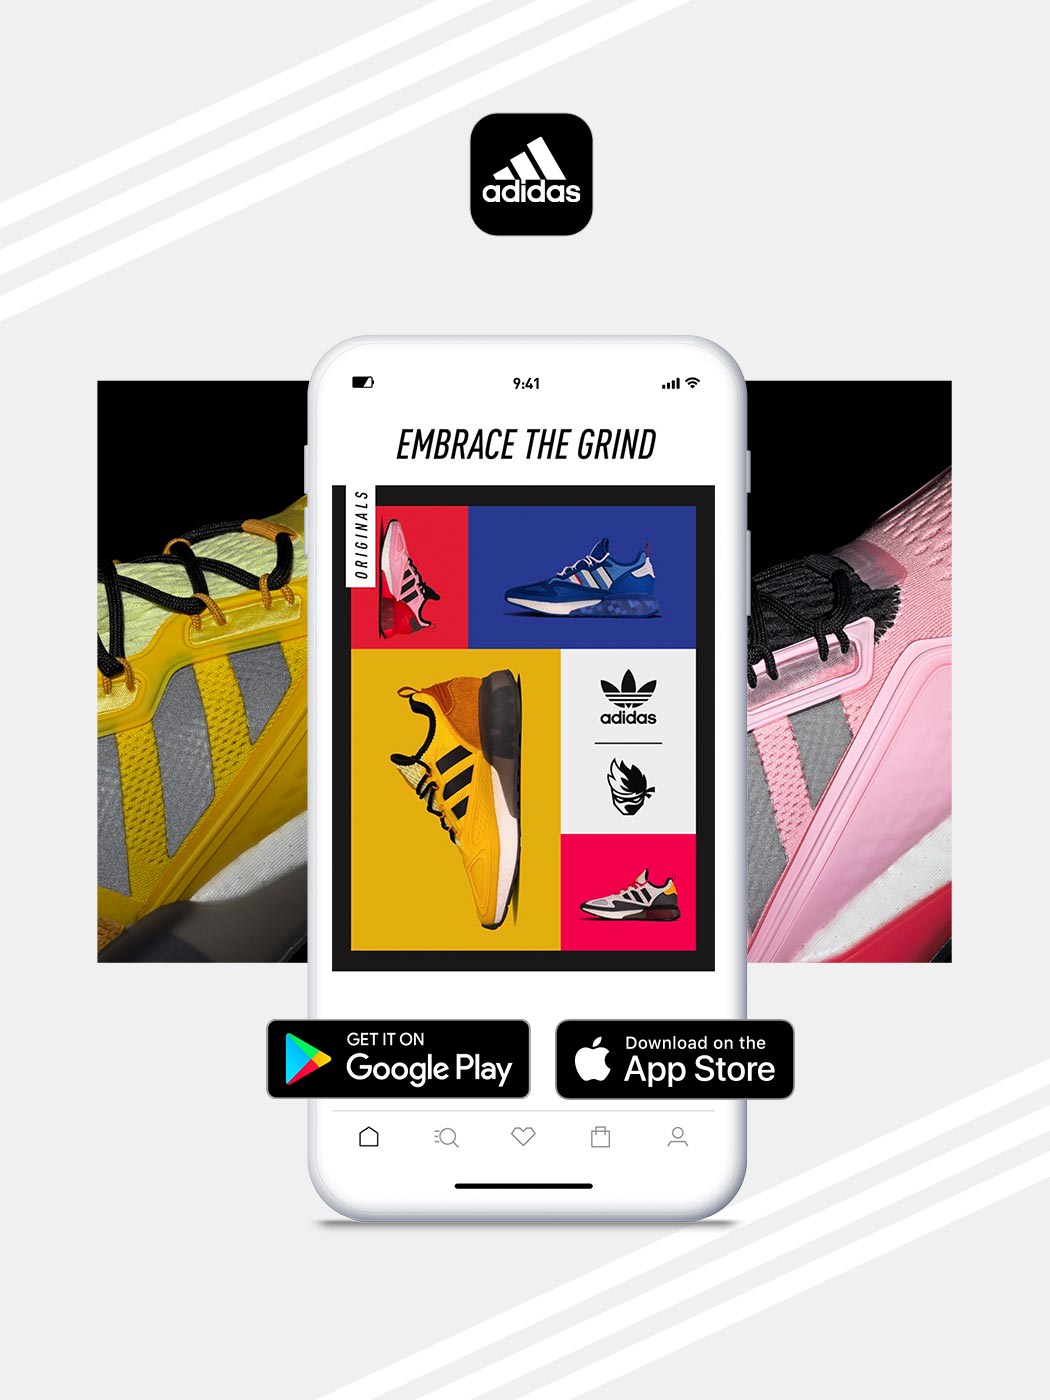 adidas
9:41
EMBRACE THE GRIND
ORIGINALS
adidas
GET IT ON
Google Play
Download on the
App Store